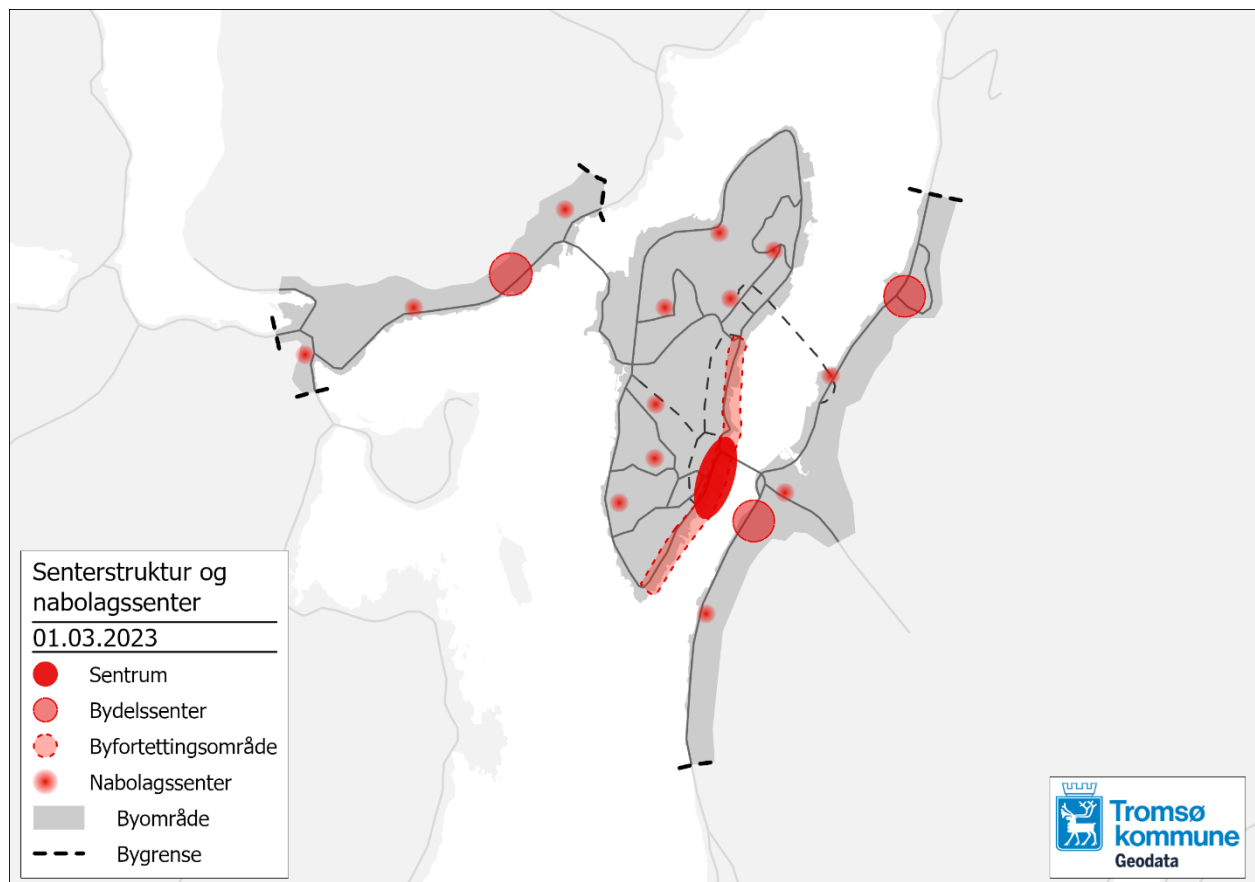 Senterstruktur og
nabolagssenter
01.03.2023
Sentrum
Bydelssenter
Byfortettingsområde
Nabolagssenter
Byområde
Bygrense
Tromsø
kommune
Geodata